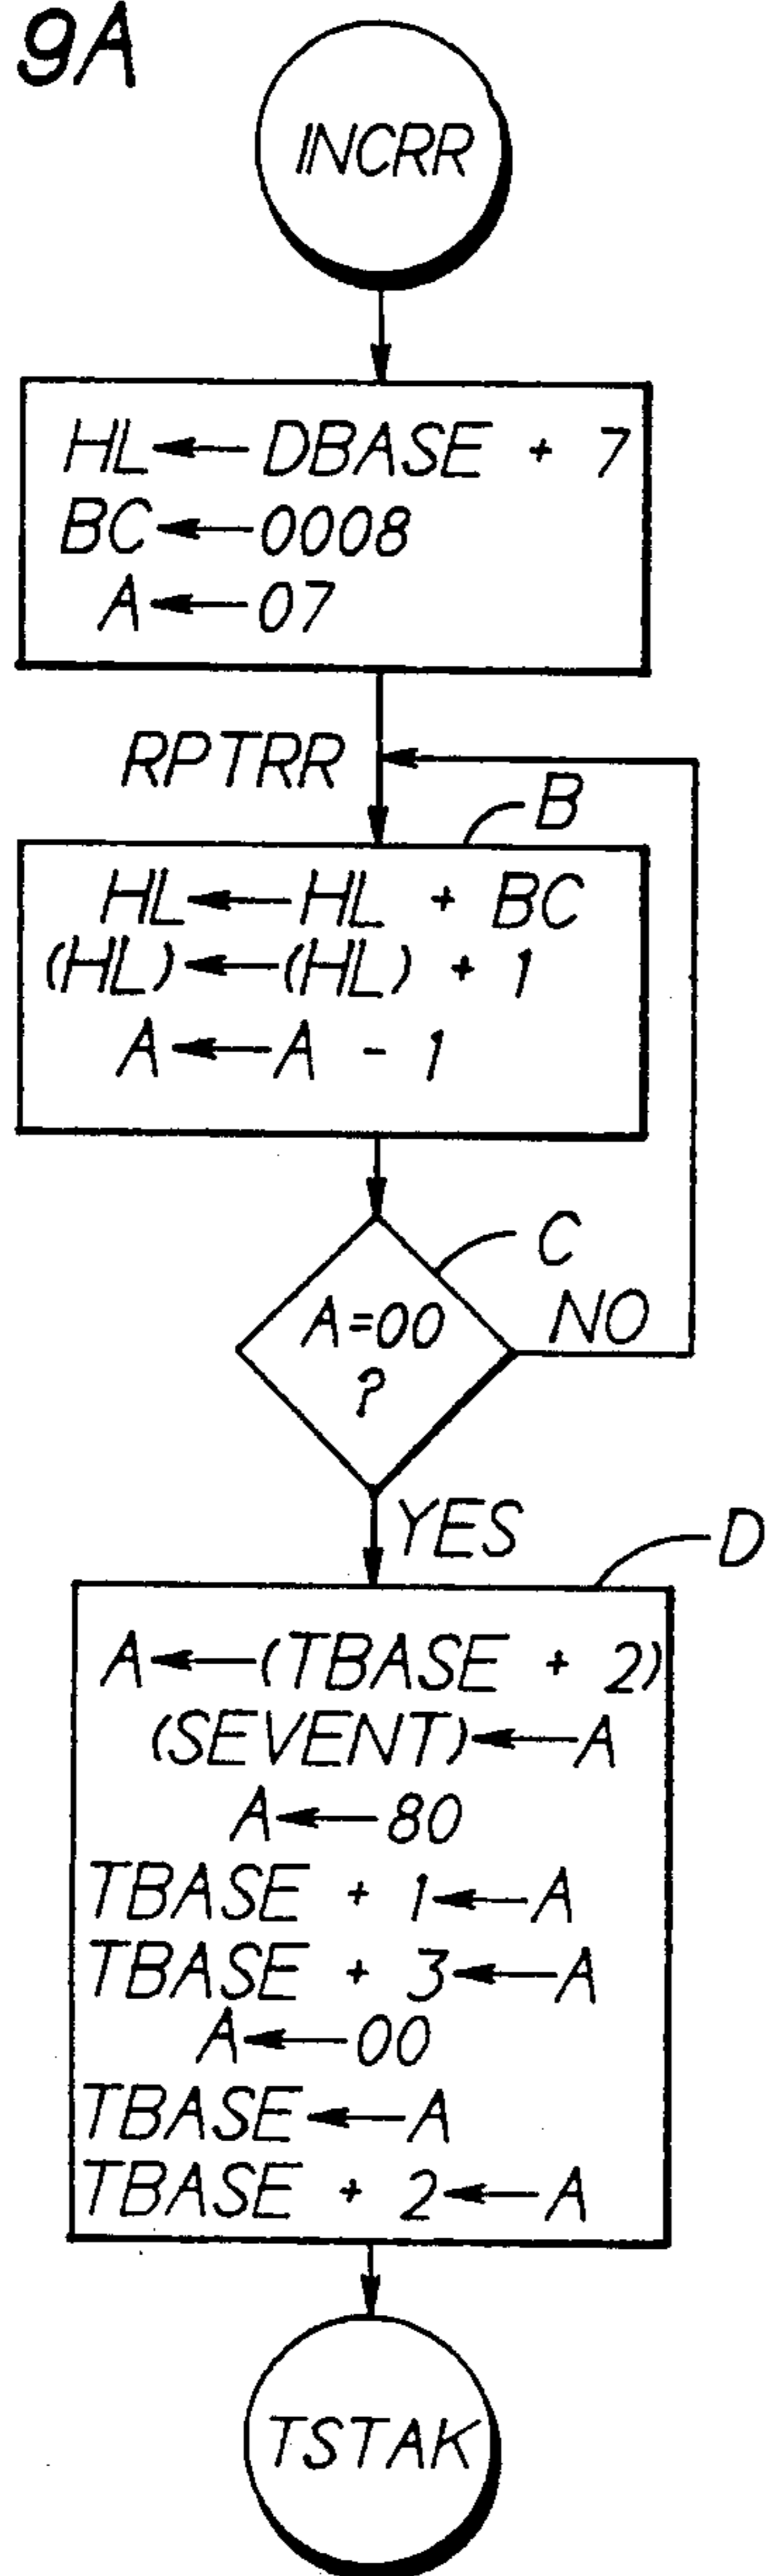 9A
INCRR
HL←DBASE + 7
BC←0008
A←07
RPTRR
B
HL←HL + BC
(HL)←(HL) + 1
A←A - 1
C
A=00
?
NO
YES
D
A←(TBASE + 2)
(SEVENT)←A
A←80
TBASE + 1←A
TBASE + 3←A
A←00
TBASE←A
TBASE + 2←A
TSTAK